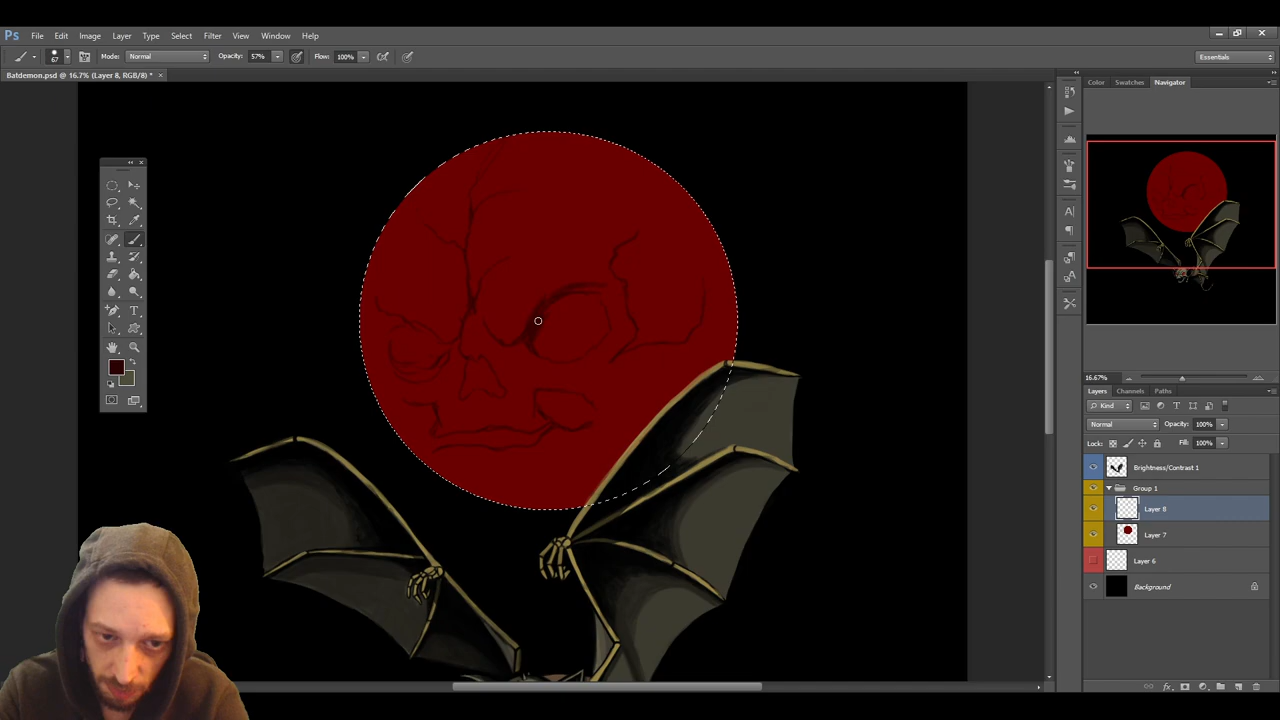 Ps File Edit Image Layer Type Select Filter View Window Help
67 Mode: Normal Opacity: 57% Flow: 100% Essentials
Batdemon.psd @ 16.7% (Layer 8, RGB/8) * ×
Color Swatches Navigator
16.67%
Layers Channels Paths
Kind
Normal Opacity: 100%
Lock: Fill: 100%
Brightness/Contrast 1
Group 1
Layer 8
Layer 7
Layer 6
Background